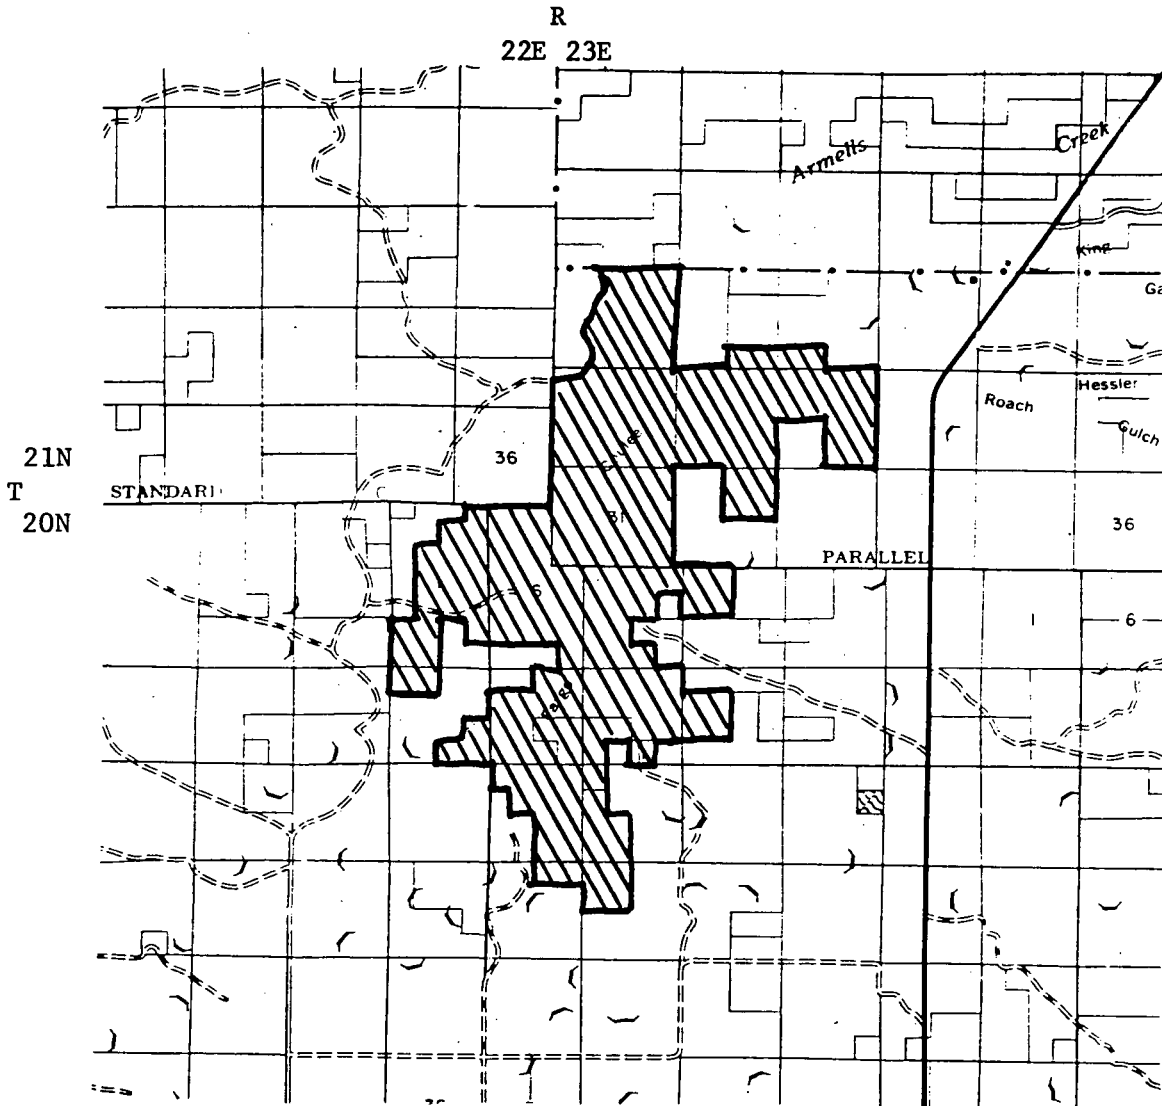 R
22E 23E
Armells
Creek
King
Ga
Hessler
Roach
Gulch
21N
36
T
STANDARD
20N
31
36
PARALLEL
6
1
6